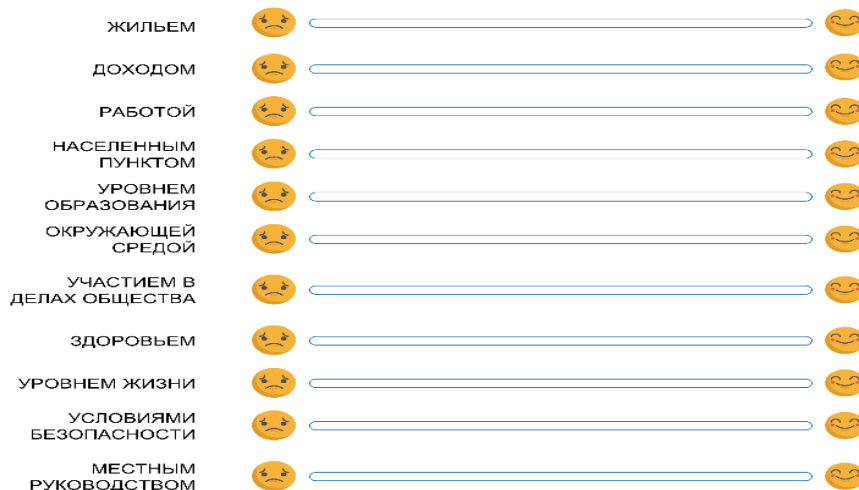 ЖИЛЬЕМ
ДОХОДОМ
РАБОТОЙ
НАСЕЛЕННЫМ
ПУНКТОМ
УРОВНЕМ
ОБРАЗОВАНИЯ
ОКРУЖАЮЩЕЙ
СРЕДОЙ
УЧАСТИЕМ В
ДЕЛАХ ОБЩЕСТВА
ЗДОРОВЬЕМ
УРОВНЕМ ЖИЗНИ
УСЛОВИЯМИ
БЕЗОПАСНОСТИ
МЕСТНЫМ
РУКОВОДСТВОМ